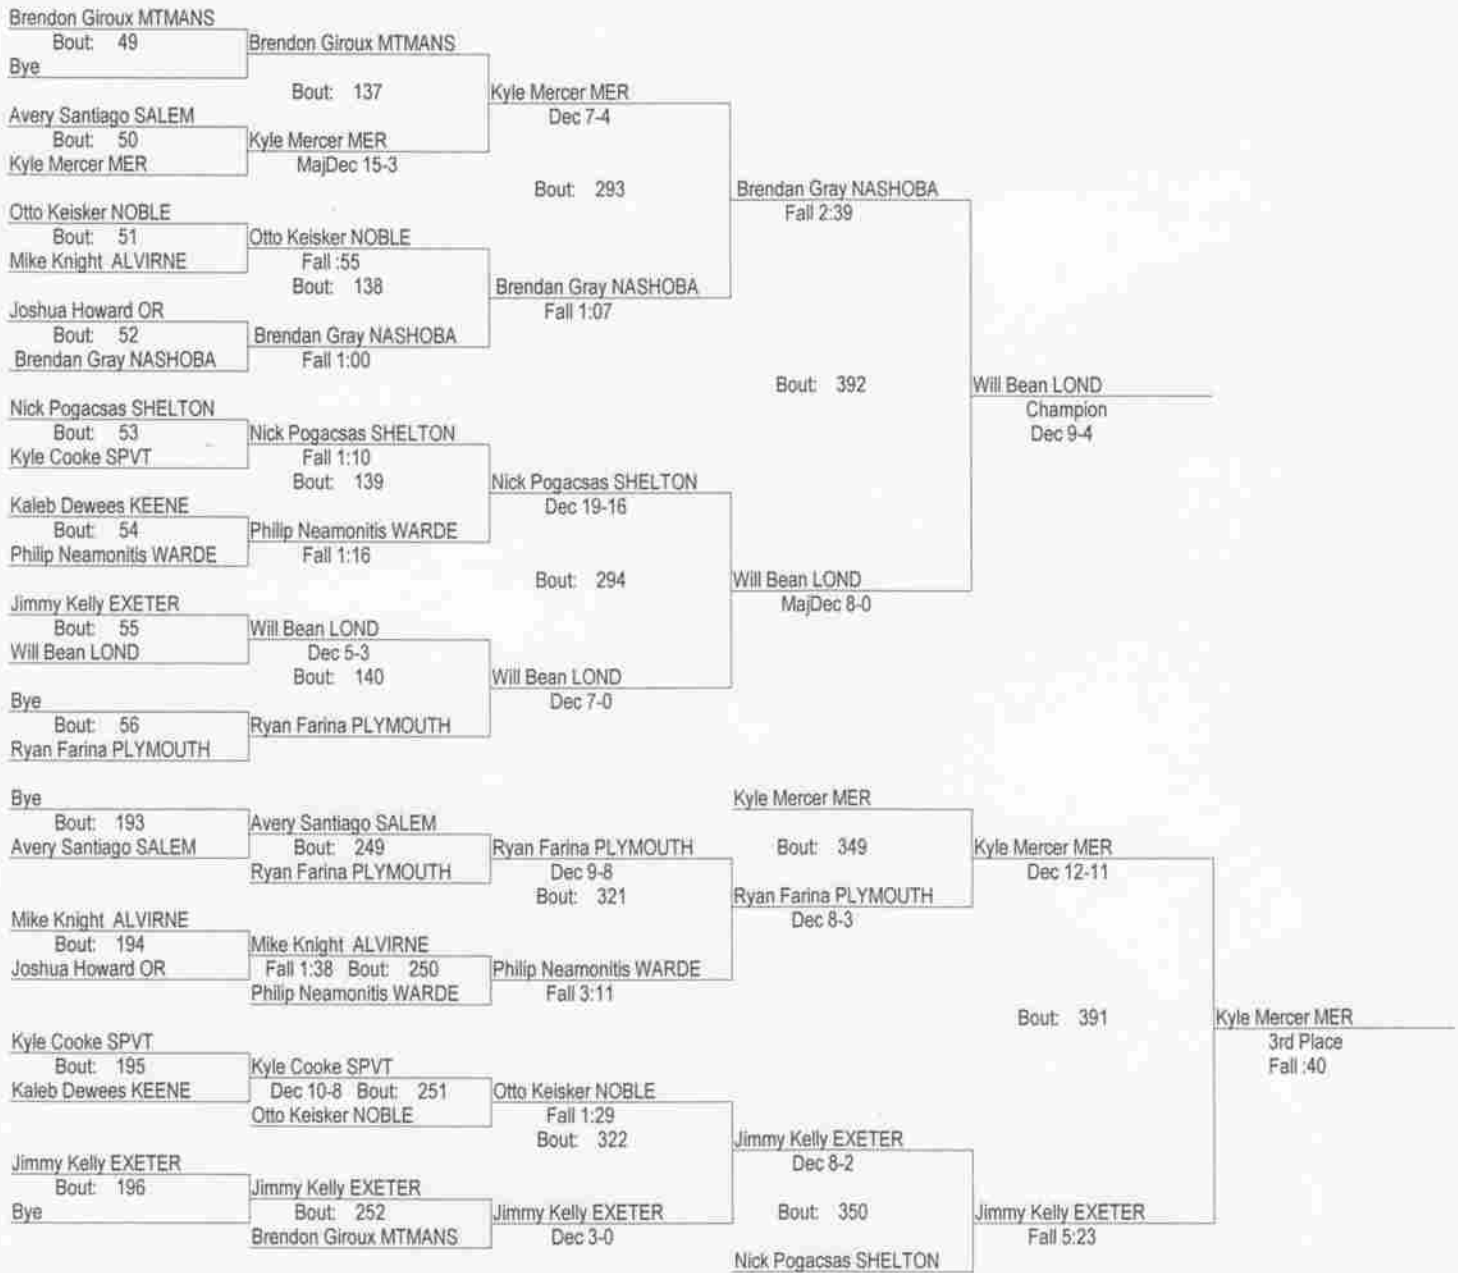 Brendon Giroux MTMANS
Bout: 49
Bye
Brendon Giroux MTMANS
Bout: 137
Avery Santiago SALEM
Bout: 50
Kyle Mercer MER
Kyle Mercer MER
MajDec 15-3
Kyle Mercer MER
Dec 7-4
Bout: 293
Otto Keisker NOBLE
Bout: 51
Mike Knight ALVIRNE
Otto Keisker NOBLE
Fall :55
Bout: 138
Joshua Howard OR
Bout: 52
Brendan Gray NASHOBA
Brendan Gray NASHOBA
Fall 1:00
Brendan Gray NASHOBA
Fall 1:07
Brendan Gray NASHOBA
Fall 2:39
Bout: 392
Will Bean LOND
Champion
Dec 9-4
Nick Pogacsas SHELTON
Bout: 53
Kyle Cooke SPVT
Nick Pogacsas SHELTON
Fall 1:10
Bout: 139
Kaleb Dewees KEENE
Bout: 54
Philip Neamonitis WARDE
Philip Neamonitis WARDE
Fall 1:16
Nick Pogacsas SHELTON
Dec 19-16
Bout: 294
Jimmy Kelly EXETER
Bout: 55
Will Bean LOND
Will Bean LOND
Dec 5-3
Bout: 140
Bye
Bout: 56
Ryan Farina PLYMOUTH
Ryan Farina PLYMOUTH
Will Bean LOND
Dec 7-0
Will Bean LOND
MajDec 8-0
Bye
Bout: 193
Avery Santiago SALEM
Avery Santiago SALEM
Bout: 249
Ryan Farina PLYMOUTH
Ryan Farina PLYMOUTH
Dec 9-8
Bout: 321
Mike Knight ALVIRNE
Bout: 194
Joshua Howard OR
Mike Knight ALVIRNE
Fall 1:38 Bout: 250
Philip Neamonitis WARDE
Philip Neamonitis WARDE
Fall 3:11
Kyle Mercer MER
Bout: 349
Ryan Farina PLYMOUTH
Dec 8-3
Kyle Mercer MER
Dec 12-11
Bout: 391
Kyle Mercer MER
3rd Place
Fall :40
Kyle Cooke SPVT
Bout: 195
Kaleb Dewees KEENE
Kyle Cooke SPVT
Dec 10-8 Bout: 251
Otto Keisker NOBLE
Otto Keisker NOBLE
Fall 1:29
Bout: 322
Jimmy Kelly EXETER
Bout: 196
Bye
Jimmy Kelly EXETER
Bout: 252
Brendon Giroux MTMANS
Jimmy Kelly EXETER
Dec 3-0
Jimmy Kelly EXETER
Dec 8-2
Bout: 350
Nick Pogacsas SHELTON
Jimmy Kelly EXETER
Fall 5:23